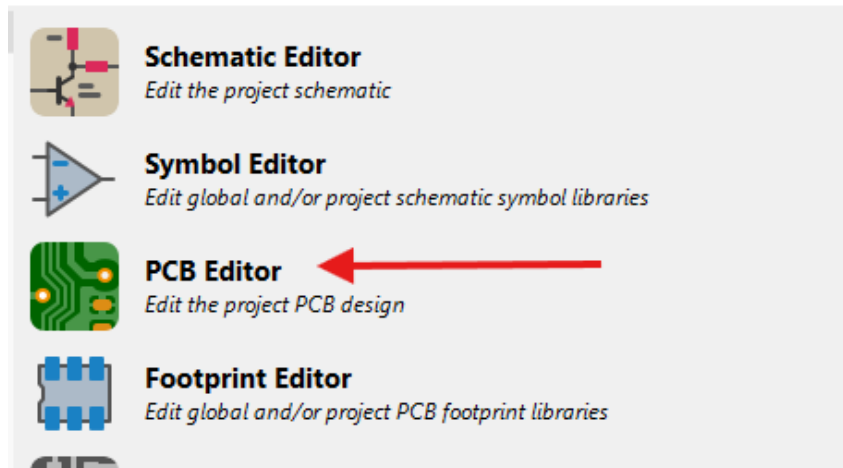 Schematic Editor
Edit the project schematic
Symbol Editor
Edit global and/or project schematic symbol libraries
PCB Editor
Edit the project PCB design
Footprint Editor
Edit global and/or project PCB footprint libraries